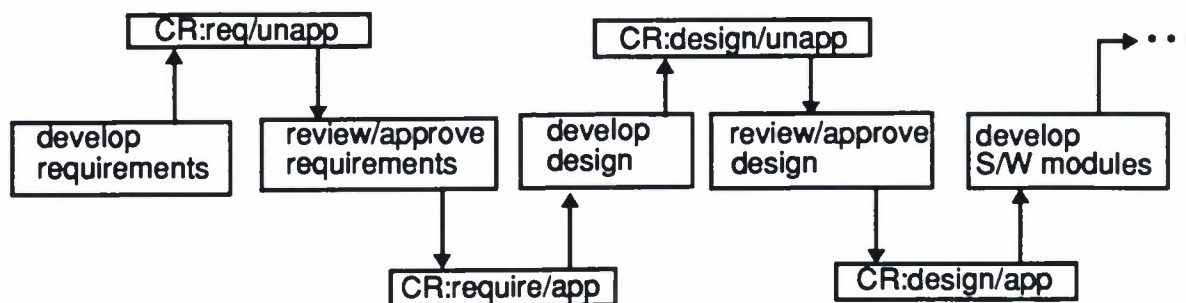 CR:req/unapp
CR:design/unapp
develop
requirements
review/approve
requirements
develop
design
review/approve
design
develop
S/W modules
CR:require/app
CR:design/app